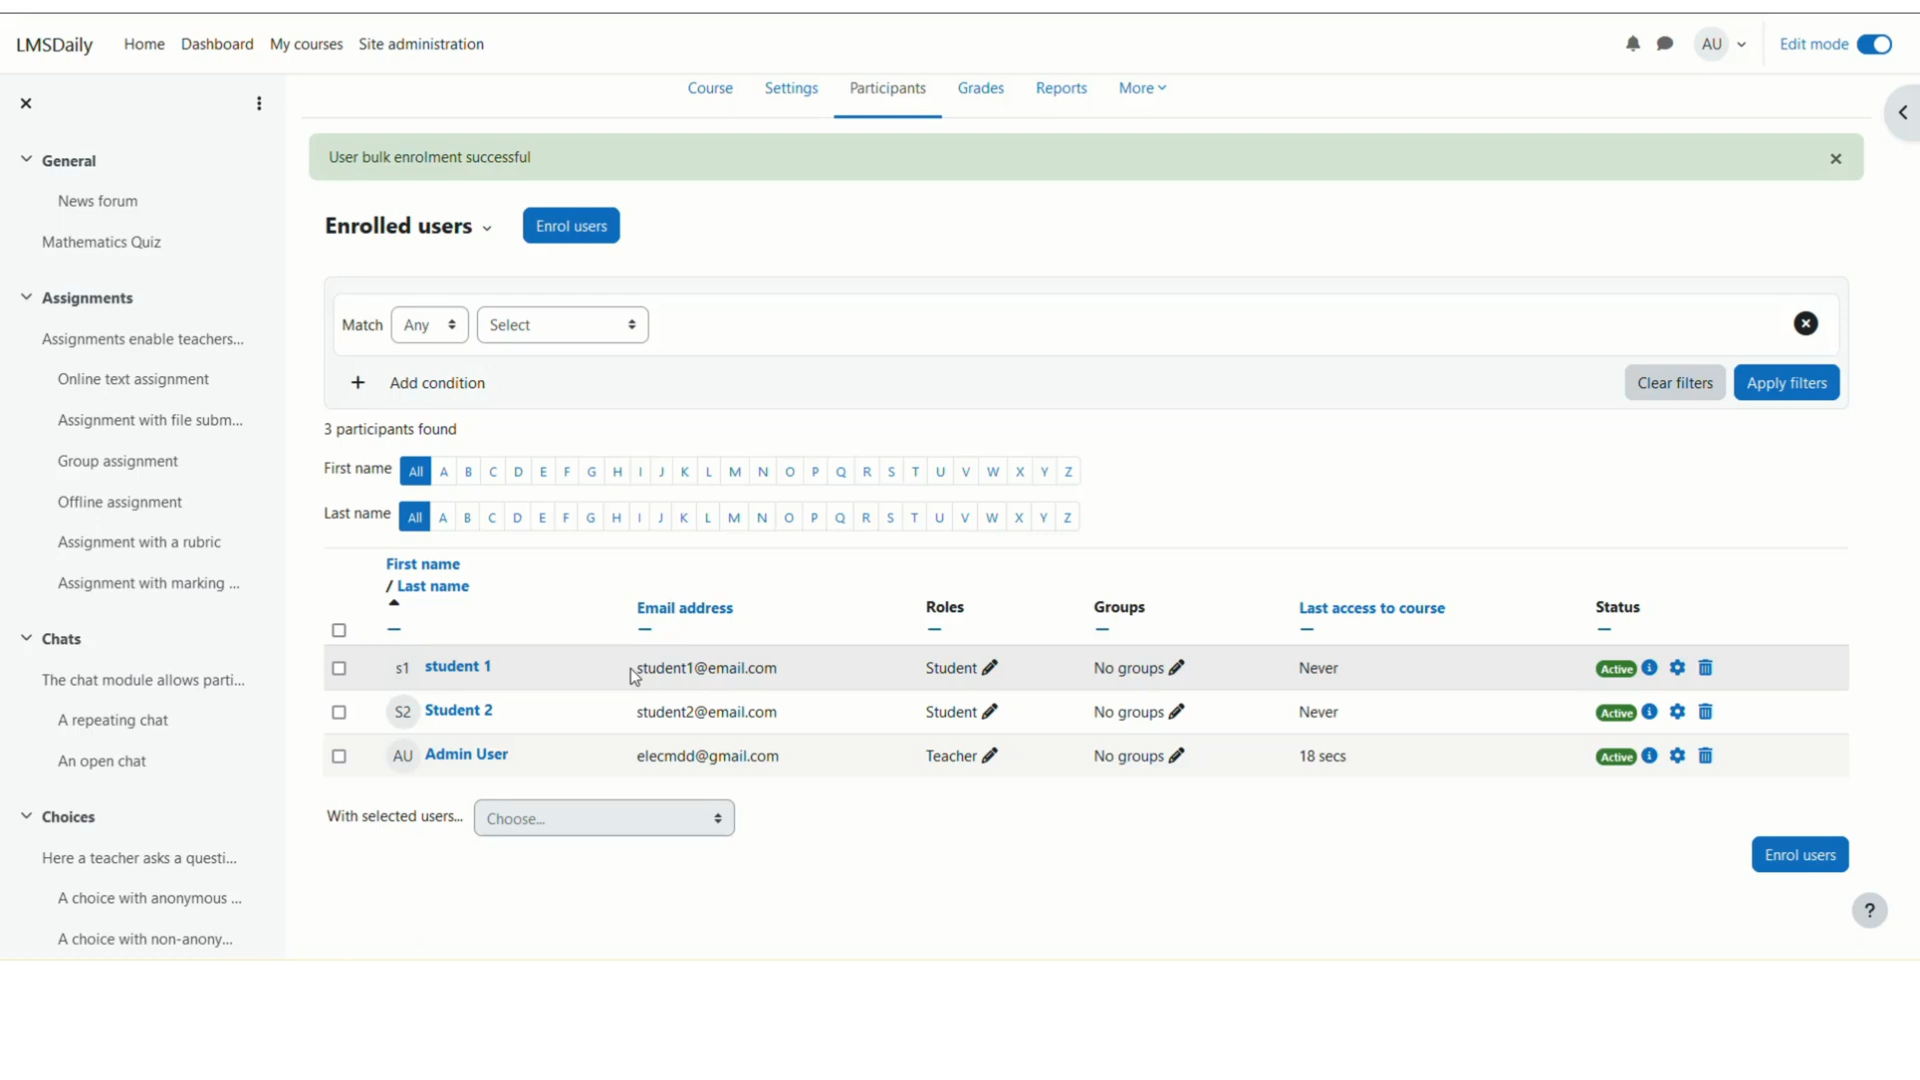 LMSDaily Home Dashboard My courses Site administration AU Edit mode
Course Settings Participants Grades Reports More
General
News forum
Mathematics Quiz
Assignments
Assignments enable teachers...
Online text assignment
Assignment with file subm...
Group assignment
Offline assignment
Assignment with a rubric
Assignment with marking ...
Chats
The chat module allows parti...
A repeating chat
An open chat
Choices
Here a teacher asks a questi...
A choice with anonymous ...
A choice with non-anony...
User bulk enrolment successful
Enrolled users Enrol users
Match Any Select
+ Add condition Clear filters Apply filters
3 participants found
First name All A B C D E F G H I J K L M N O P Q R S T U V W X Y Z
Last name All A B C D E F G H I J K L M N O P Q R S T U V W X Y Z
First name
/ Last name
Email address Roles Groups Last access to course Status
s1 student 1 student1@email.com Student No groups Never Active
S2 Student 2 student2@email.com Student No groups Never Active
AU Admin User elecmdd@gmail.com Teacher No groups 18 secs Active
With selected users... Choose...
Enrol users
?